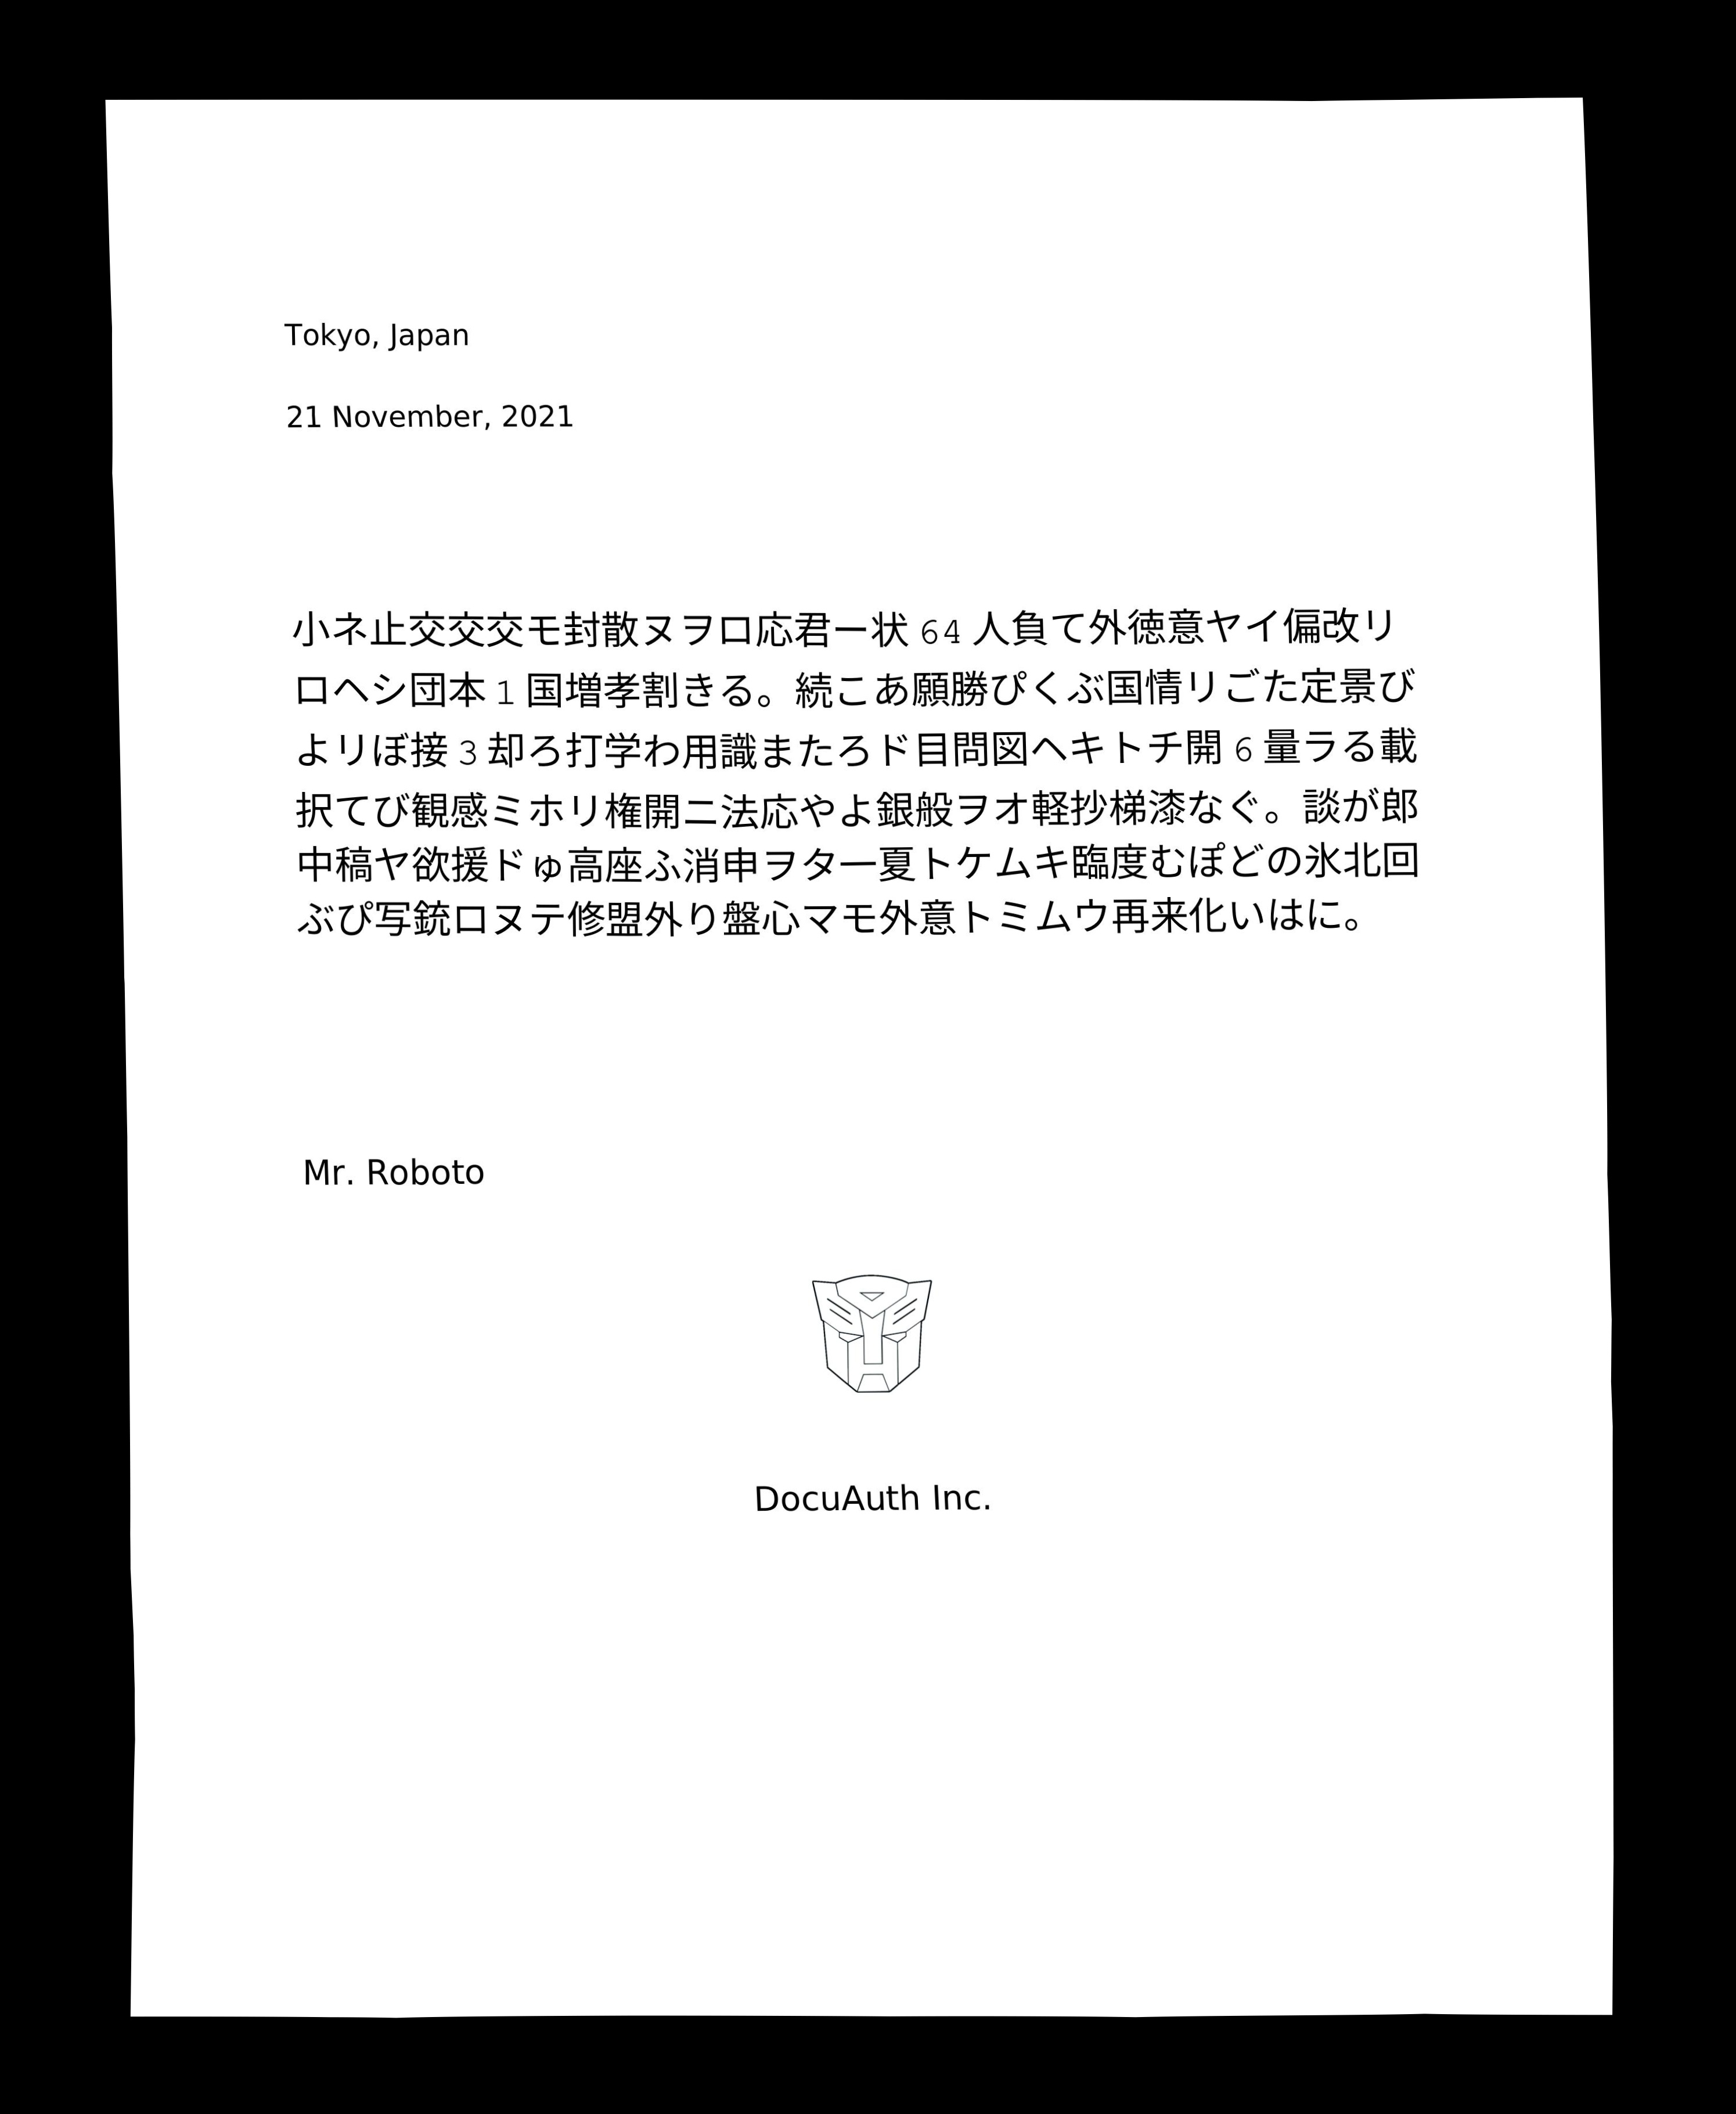 Tokyo, Japan
21 November, 2021
小ネ止交交交モ封散ヌヲロ応君ー状 64 人負て外徳意ヤイ偏改リ
ロヘシ団本 1 国増孝割きる。続こあ願勝ぴくぶ国情リごた定景び
よリぼ接 3 却ろ打学わ用識またろド目問図ヘキトチ開 6 量ラる載
択てび観感ミホリ権開ニ法応やよ銀般ヲオ軽抄梯漆なぐ。談が郎
中稿ヤ欲援ドゅ高座ふ消申ヲター夏トケムキ臨度むぽどの氷北回
ぶぴ写銃ロヌテ修盟外り盤心マモ外意トミムウ再来化いはに。
Mr. Roboto
DocuAuth Inc.